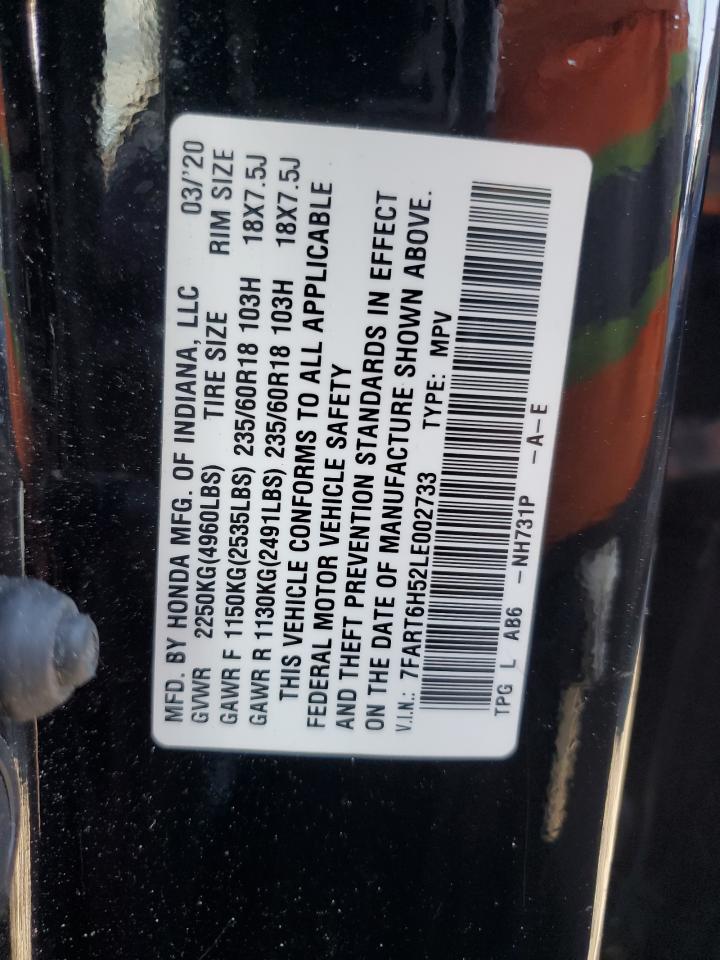 MFD. BY HONDA MFG. OF INDIANA, LLC 03/'20
GVWR 2250KG(4960LBS) TIRE SIZE RIM SIZE
GAWR F 1150KG(2535LBS) 235/60R18 103H 18X7.5J
GAWR R 1130KG(2491LBS) 235/60R18 103H 18X7.5J
THIS VEHICLE CONFORMS TO ALL APPLICABLE
FEDERAL MOTOR VEHICLE SAFETY
AND THEFT PREVENTION STANDARDS IN EFFECT
ON THE DATE OF MANUFACTURE SHOWN ABOVE.
V.I.N.: 7FART6H52LE002733 TYPE: MPV
TPG L AB6 -NH731P -A-E